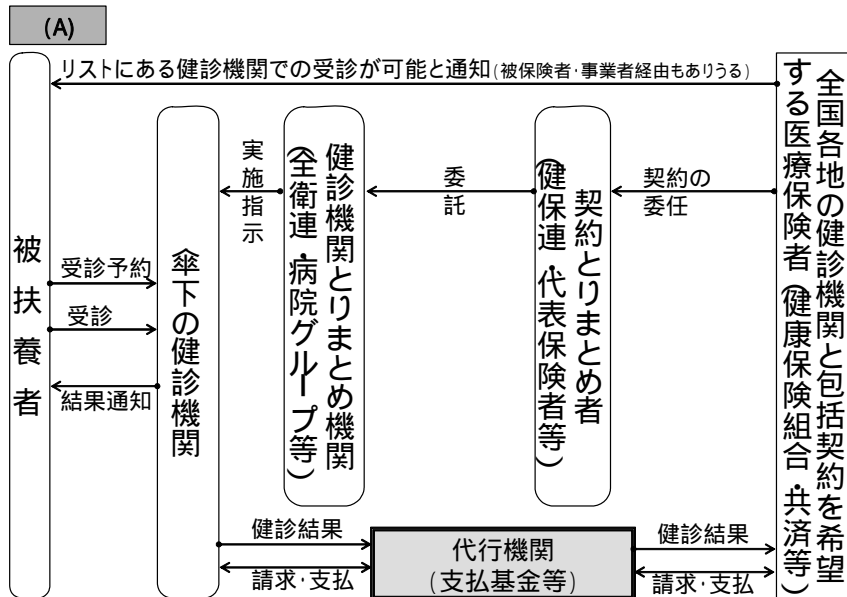 (A)
リストにある健診機関での受診が可能と通知(被保険者・事業者経由もありうる)
被扶養者
受診予約
受診
結果通知
傘下の健診機関
実施指示
健診機関とりまとめ機関
(全衛連・病院グループ等)
委託
契約とりまとめ者
(健保連・代表保険者等)
契約の
委任
全国各地の健診機関と包括契約を希望
する医療保険者(健康保険組合・共済等)
健診結果
請求・支払
代行機関
(支払基金等)
健診結果
請求・支払